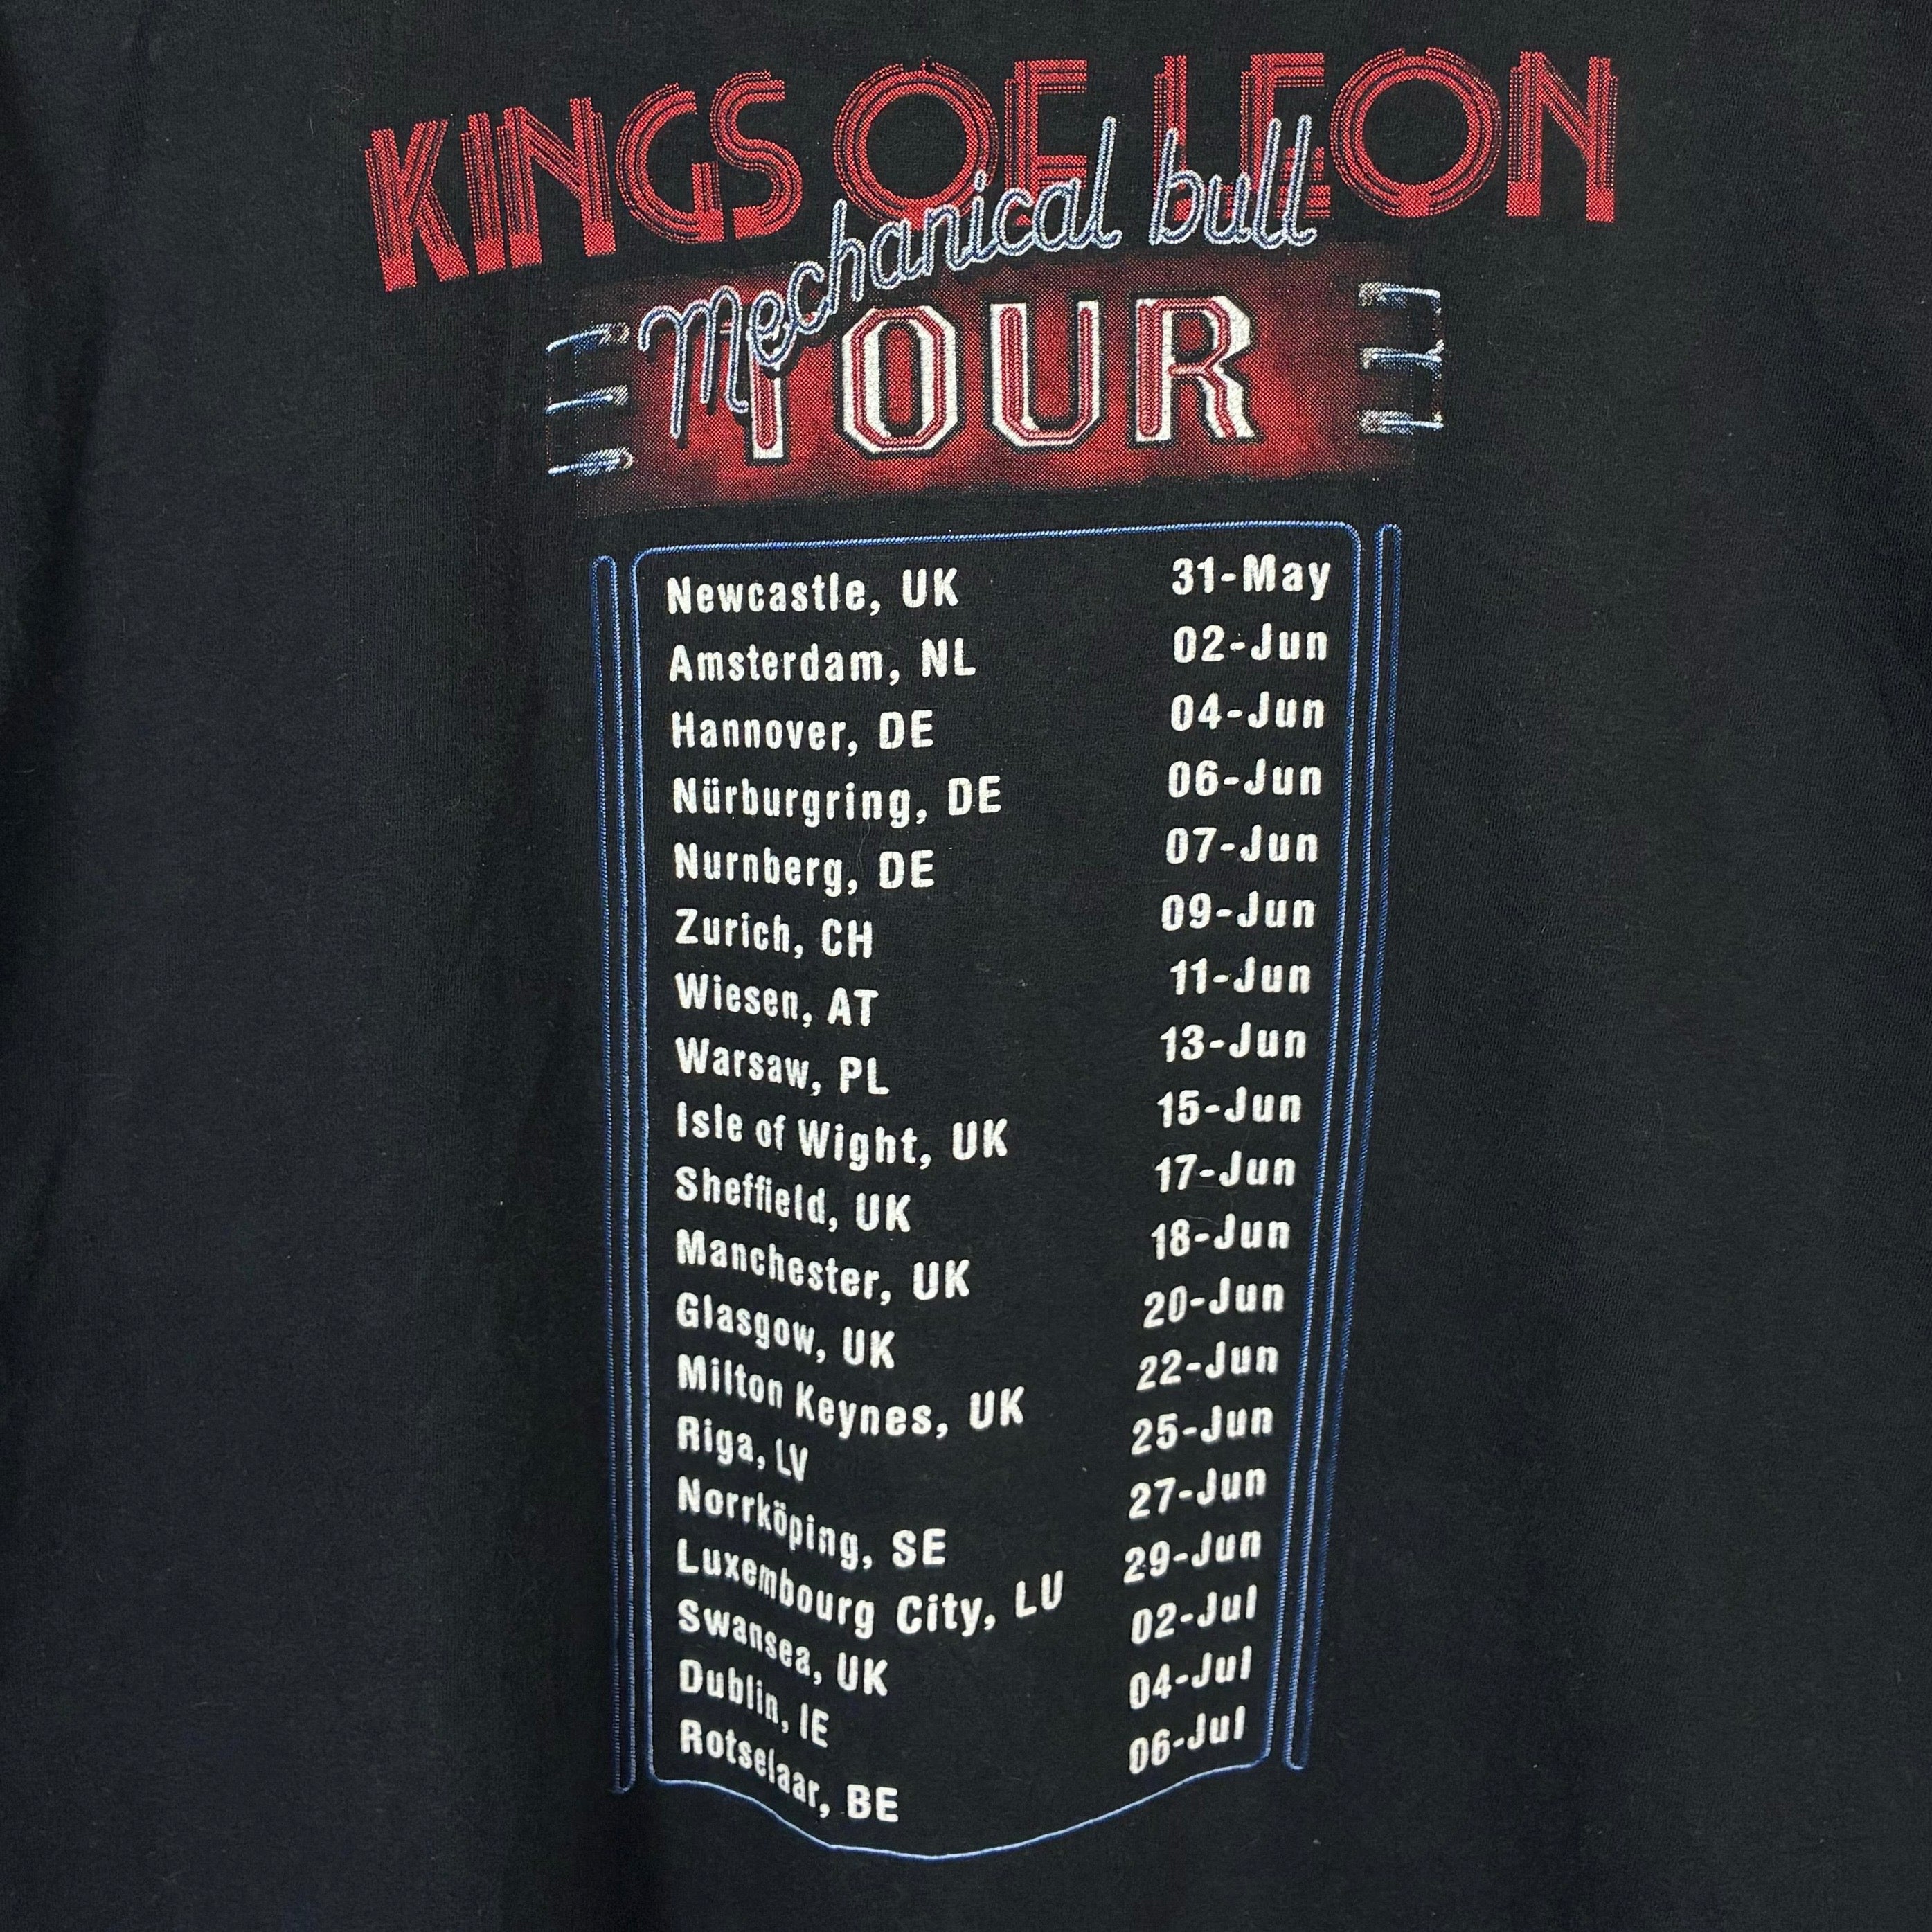 KINGS OF LEON
Mechanical bull
TOUR
Newcastle, UK 31-May
Amsterdam, NL 02-Jun
Hannover, DE 04-Jun
Nürburgring, DE 06-Jun
Nurnberg, DE 07-Jun
Zurich, CH 09-Jun
Wiesen, AT 11-Jun
Warsaw, PL 13-Jun
Isle of Wight, UK 15-Jun
Sheffield, UK 17-Jun
Manchester, UK 18-Jun
Glasgow, UK 20-Jun
Milton Keynes, UK 22-Jun
Riga, LV 25-Jun
Norrköping, SE 27-Jun
Luxembourg City, LU 29-Jun
Swansea, UK 02-Jul
Dublin, IE 04-Jul
Rotselaar, BE 06-Jul